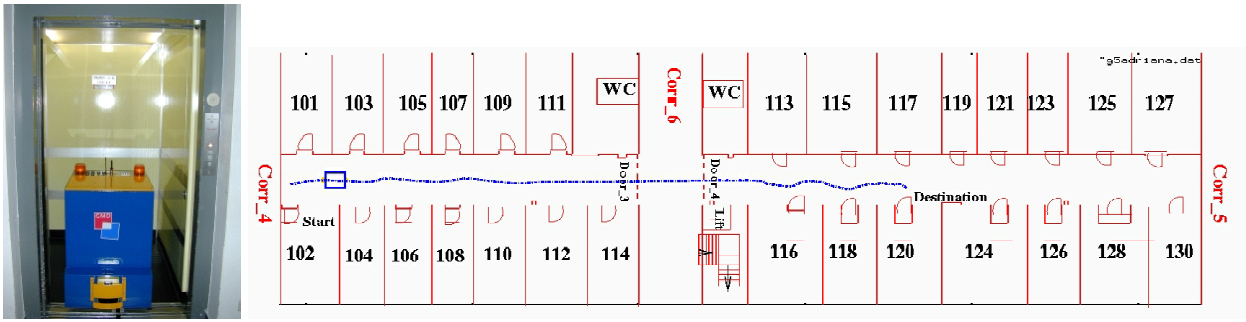 CMD
"g5adriana.dat
WC
WC
Corr_6
101 103 105 107 109 111 113 115 117 119 121 123 125 127
Door_3
Door_4
Corr_4
Corr_5
Start
Destination
Lift
102 104 106 108 110 112 114 116 118 120 124 126 128 130